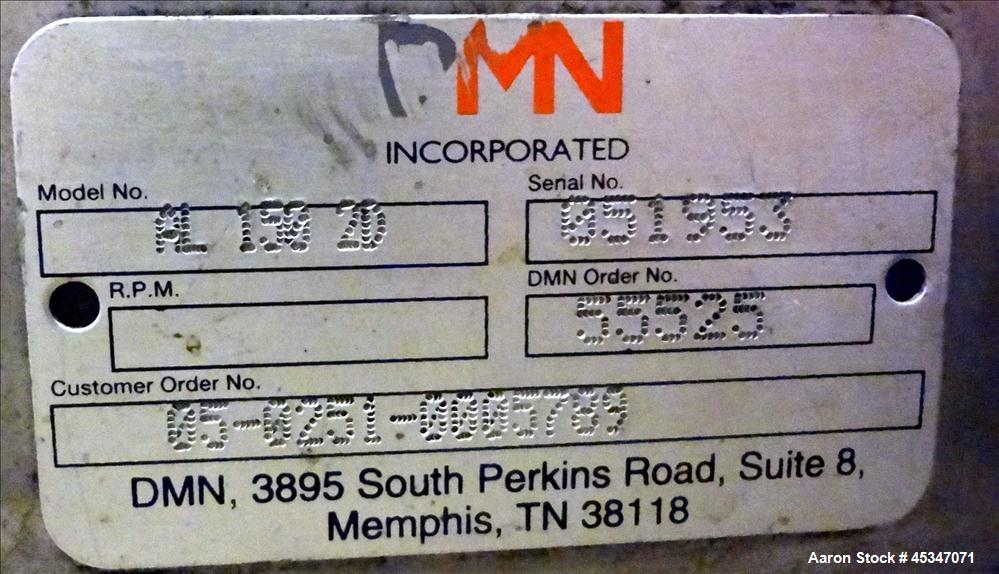 DMN
INCORPORATED
Model No.
AL 150 2D
Serial No.
051953
R.P.M.
DMN Order No.
55525
Customer Order No.
05-0251-0005789
DMN, 3895 South Perkins Road, Suite 8,
Memphis, TN 38118
Aaron Stock # 45347071